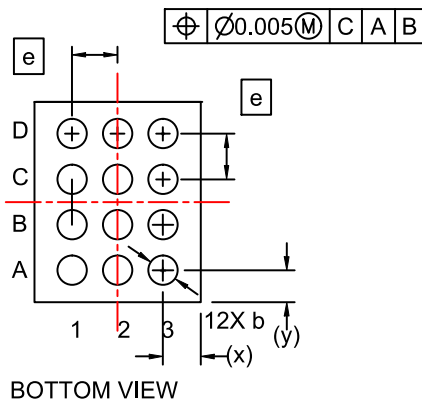 ⌖ Ø0.005Ⓜ C A B
e
e
D
C
B
A
1 2 3
12X b
(y)
(x)
BOTTOM VIEW